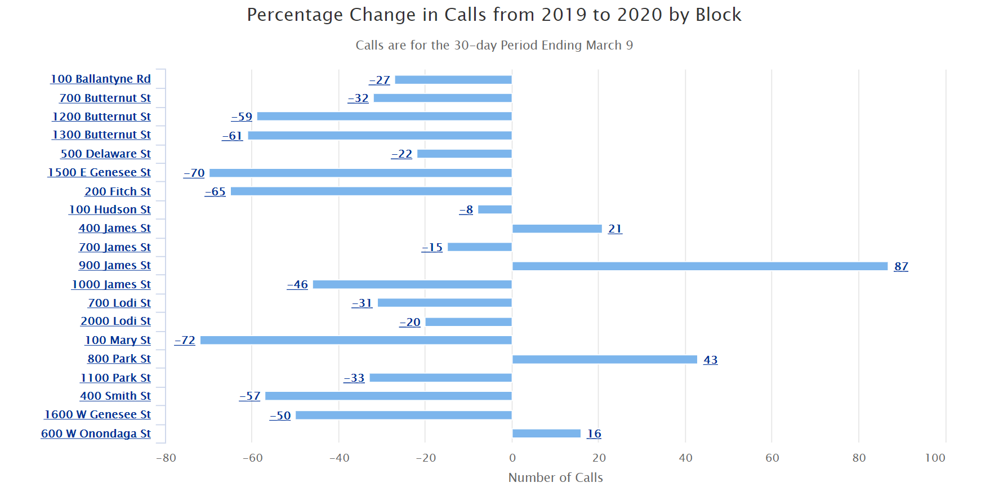 Percentage Change in Calls from 2019 to 2020 by Block
Calls are for the 30-day Period Ending March 9
100 Ballantyne Rd -27
700 Butternut St -32
1200 Butternut St -59
1300 Butternut St -61
500 Delaware St -22
1500 E Genesee St -70
200 Fitch St -65
100 Hudson St -8
400 James St 21
700 James St -15
900 James St 87
1000 James St -46
700 Lodi St -31
2000 Lodi St -20
100 Mary St -72
800 Park St 43
1100 Park St -33
400 Smith St -57
1600 W Genesee St -50
600 W Onondaga St 16
-80 -60 -40 -20 0 20 40 60 80 100
Number of Calls